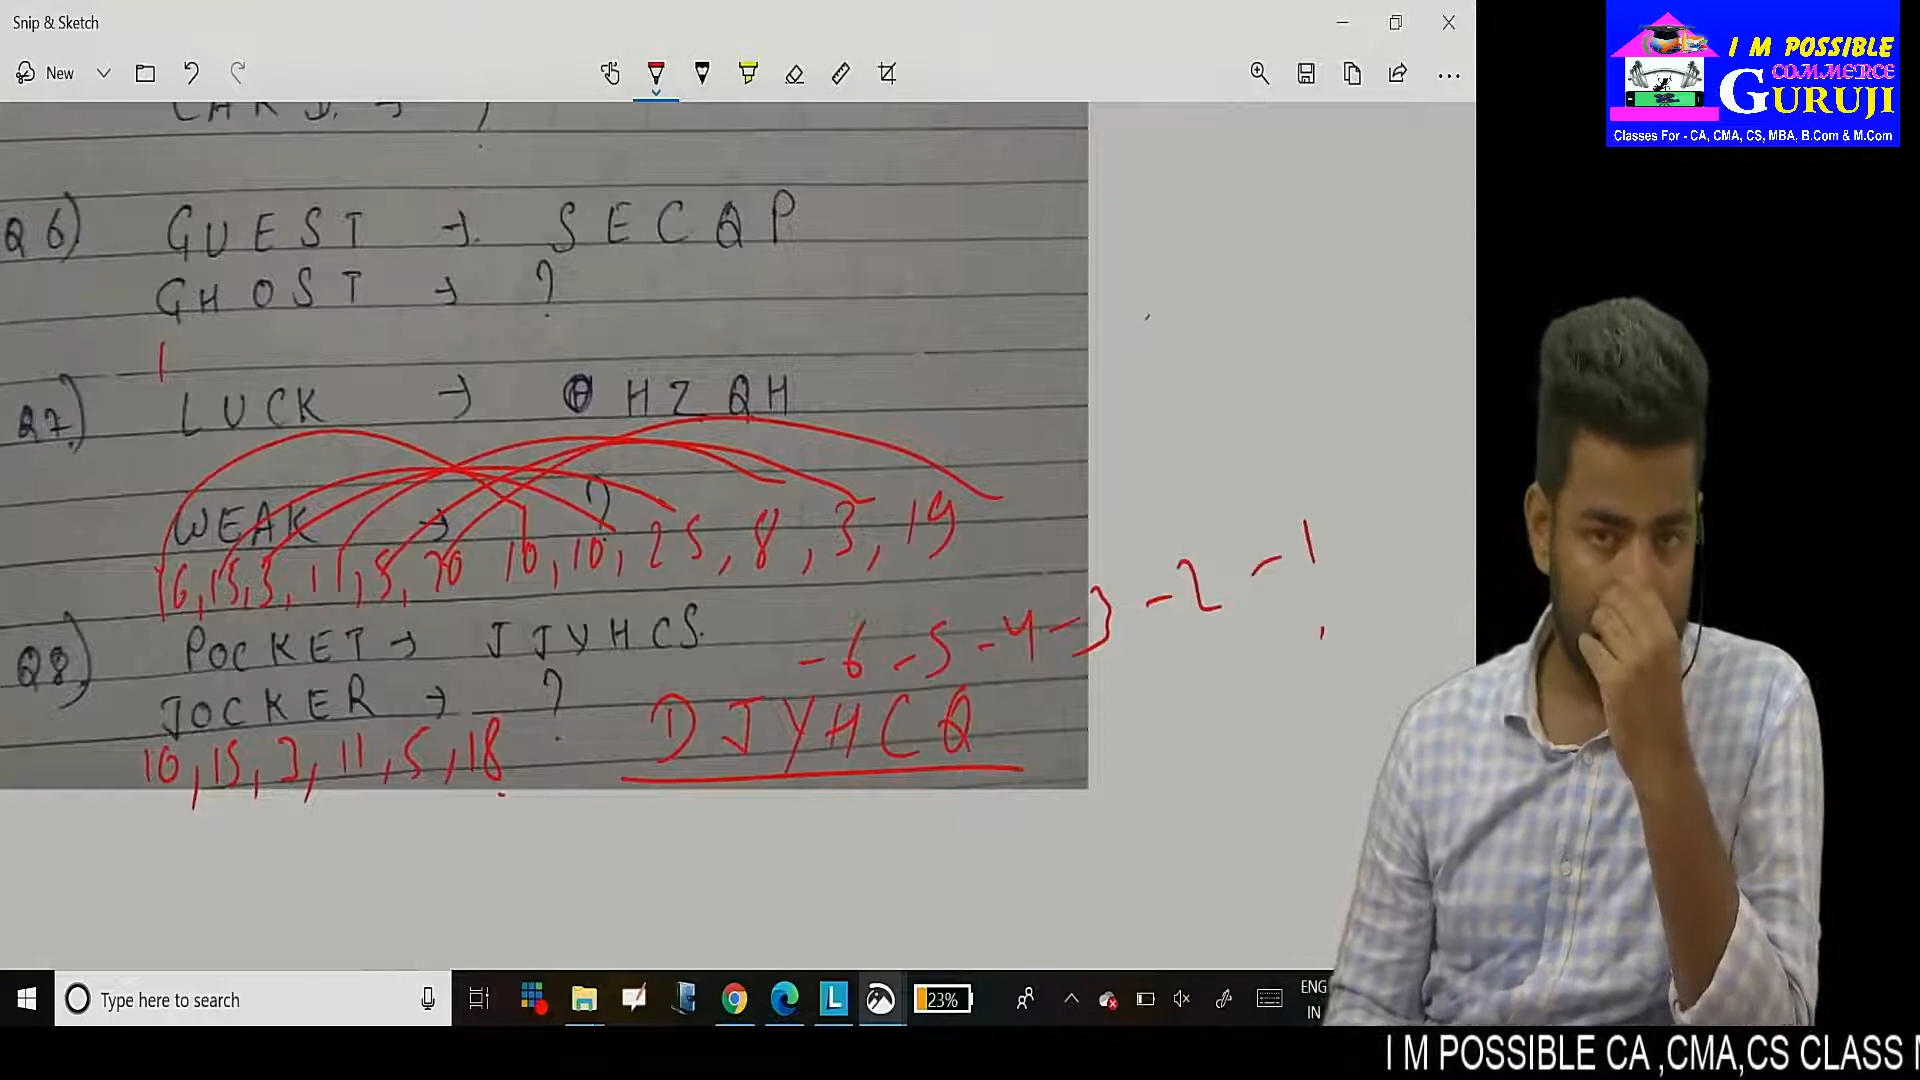 Snip & Sketch
New
I M POSSIBLE
COMMERCE
GURUJI
Classes For - CA, CMA, CS, MBA, B.Com & M.Com
Q6) GUEST → SECQP
GHOST → ?
Q7) LUCK → HZQH
WEAK → ?
16, 15, 3, 11, 5, 20 10, 10, 25, 8, 3, 19
Q8) POCKET → JJYHCS
-6 -5 -4 -3 -2 -1
JOCKER → ?
DJYHCQ
10, 15, 3, 11, 5, 18
Type here to search
23%
ENG
IN
I M POSSIBLE CA ,CMA,CS CLASS